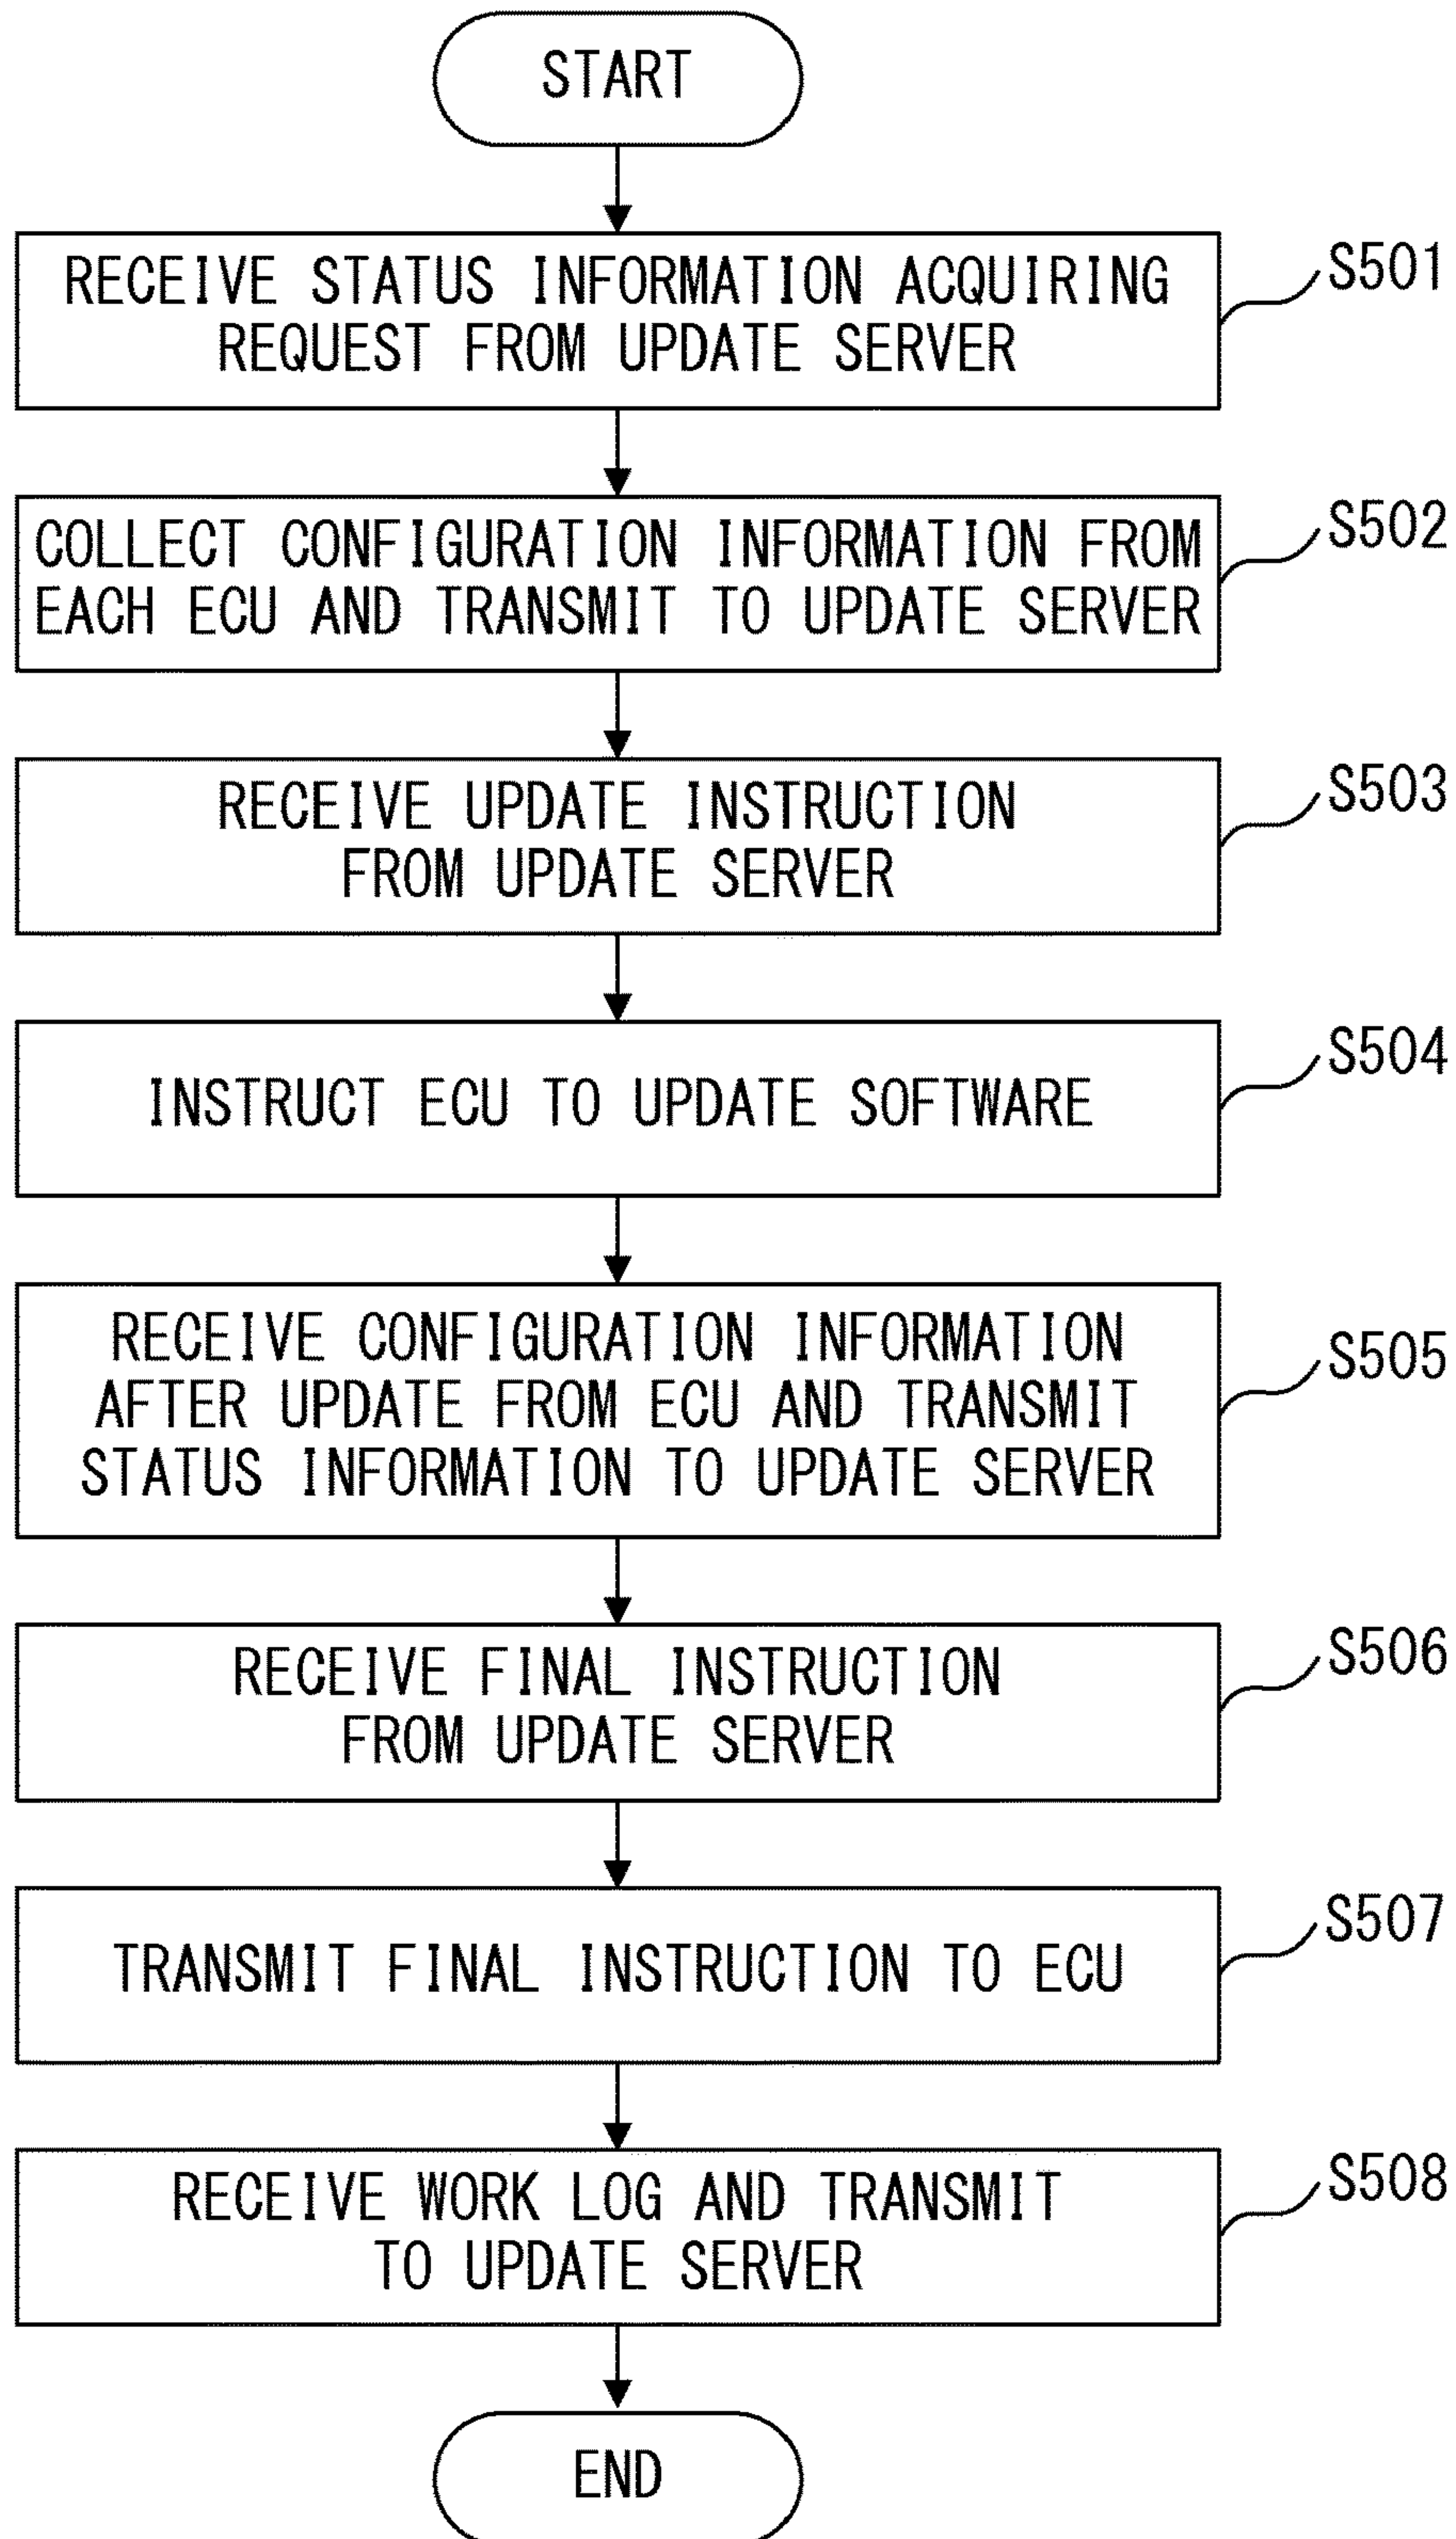 START
RECEIVE STATUS INFORMATION ACQUIRING
REQUEST FROM UPDATE SERVER
S501
COLLECT CONFIGURATION INFORMATION FROM
EACH ECU AND TRANSMIT TO UPDATE SERVER
S502
RECEIVE UPDATE INSTRUCTION
FROM UPDATE SERVER
S503
INSTRUCT ECU TO UPDATE SOFTWARE
S504
RECEIVE CONFIGURATION INFORMATION
AFTER UPDATE FROM ECU AND TRANSMIT
STATUS INFORMATION TO UPDATE SERVER
S505
RECEIVE FINAL INSTRUCTION
FROM UPDATE SERVER
S506
TRANSMIT FINAL INSTRUCTION TO ECU
S507
RECEIVE WORK LOG AND TRANSMIT
TO UPDATE SERVER
S508
END